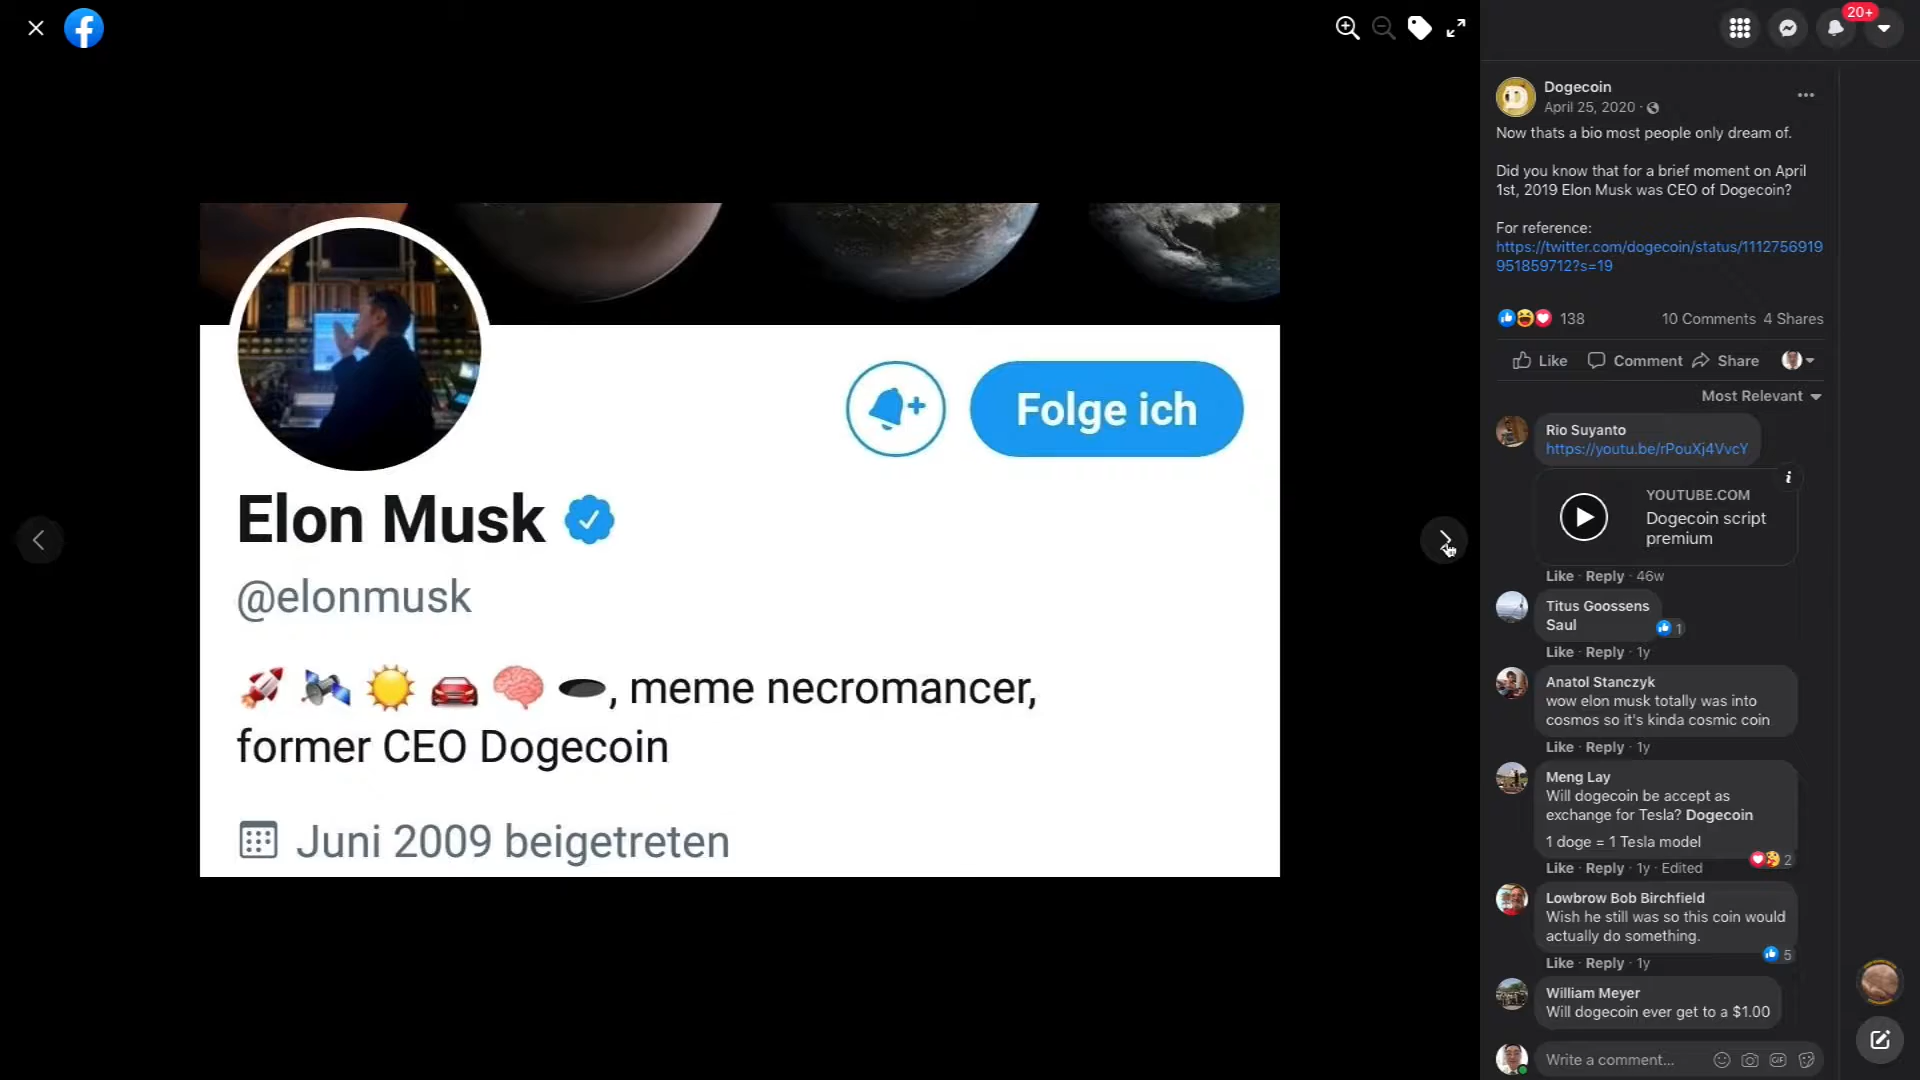 20+
Dogecoin
April 25, 2020 ·
Now thats a bio most people only dream of.
Did you know that for a brief moment on April
1st, 2019 Elon Musk was CEO of Dogecoin?
For reference:
https://twitter.com/dogecoin/status/1112756919
951859712?s=19
138
10 Comments 4 Shares
Like Comment Share
Most Relevant
Folge ich
Elon Musk
@elonmusk
🚀 🛰 ☀️ 🚘 🧠 🕳, meme necromancer,
former CEO Dogecoin
Juni 2009 beigetreten
Rio Suyanto
https://youtu.be/rPouXj4VvcY
YOUTUBE.COM
Dogecoin script
premium
Like · Reply · 46w
Titus Goossens
Saul
1
Like · Reply · 1y
Anatol Stanczyk
wow elon musk totally was into
cosmos so it's kinda cosmic coin
Like · Reply · 1y
Meng Lay
Will dogecoin be accept as
exchange for Tesla? Dogecoin
1 doge = 1 Tesla model
2
Like · Reply · 1y · Edited
Lowbrow Bob Birchfield
Wish he still was so this coin would
actually do something.
5
Like · Reply · 1y
William Meyer
Will dogecoin ever get to a $1.00
Write a comment...
GIF